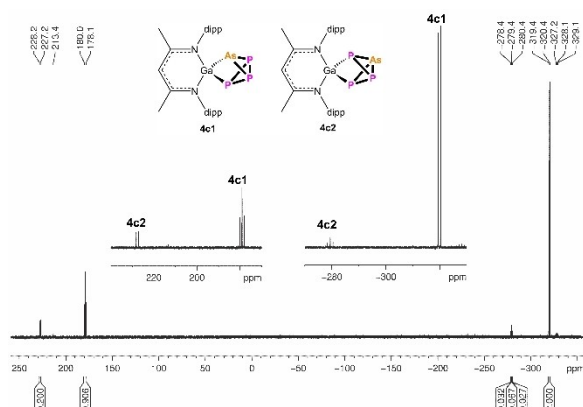 228.2
227.2
213.4
180.0
178.1
4c1
-278.4
-279.4
-280.4
319.4
320.4
-327.2
328.1
329.1
N
dipp
Ga
As
P
P
P
N
dipp
4c1
N
dipp
Ga
P
As
P
P
N
dipp
4c2
4c2
4c1
4c2
220
200
ppm
-280
-300
ppm
250
200
150
100
50
0
-50
-100
-150
-200
-250
-300
ppm